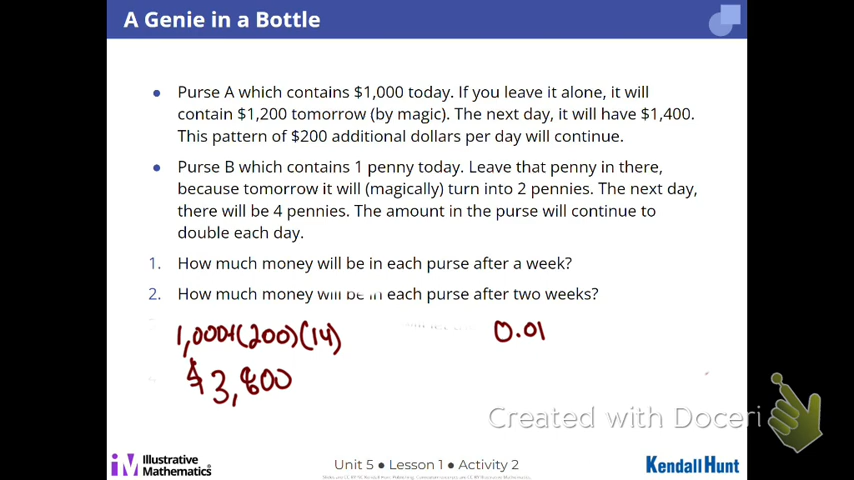 A Genie in a Bottle
• Purse A which contains $1,000 today. If you leave it alone, it will
contain $1,200 tomorrow (by magic). The next day, it will have $1,400.
This pattern of $200 additional dollars per day will continue.
• Purse B which contains 1 penny today. Leave that penny in there,
because tomorrow it will (magically) turn into 2 pennies. The next day,
there will be 4 pennies. The amount in the purse will continue to
double each day.
1. How much money will be in each purse after a week?
2. How much money will be in each purse after two weeks?
1,000+(200)(14)
0.01
$3,800
Created with Doceri
Illustrative
Mathematics®
Unit 5 • Lesson 1 • Activity 2
Kendall Hunt